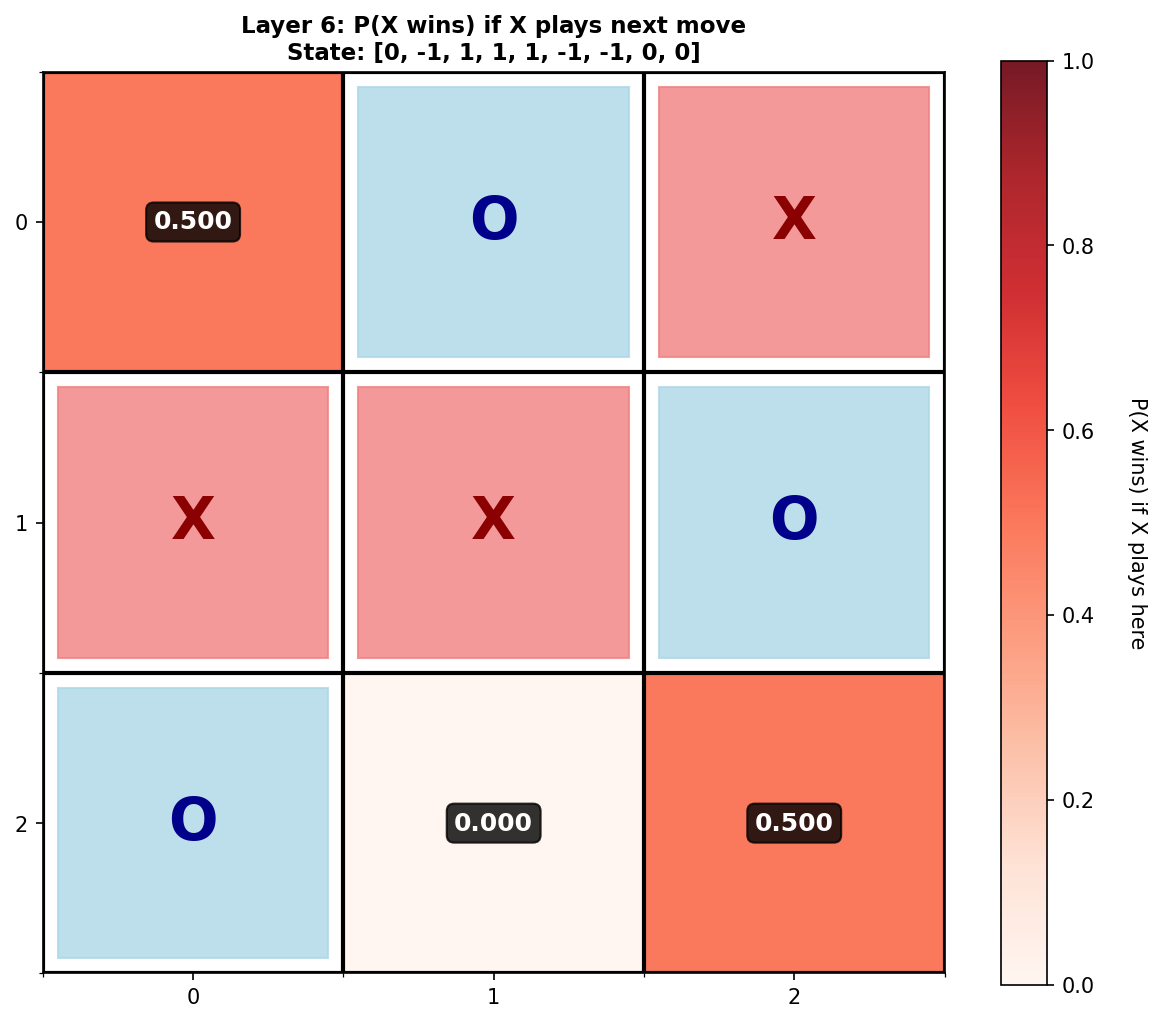 Layer 6: P(X wins) if X plays next move
State: [0, -1, 1, 1, 1, -1, -1, 0, 0]
0
0.500
O
X
1
X
X
O
2
O
0.000
0.500
0
1
2
1.0
0.8
0.6
0.4
0.2
0.0
P(X wins) if X plays here